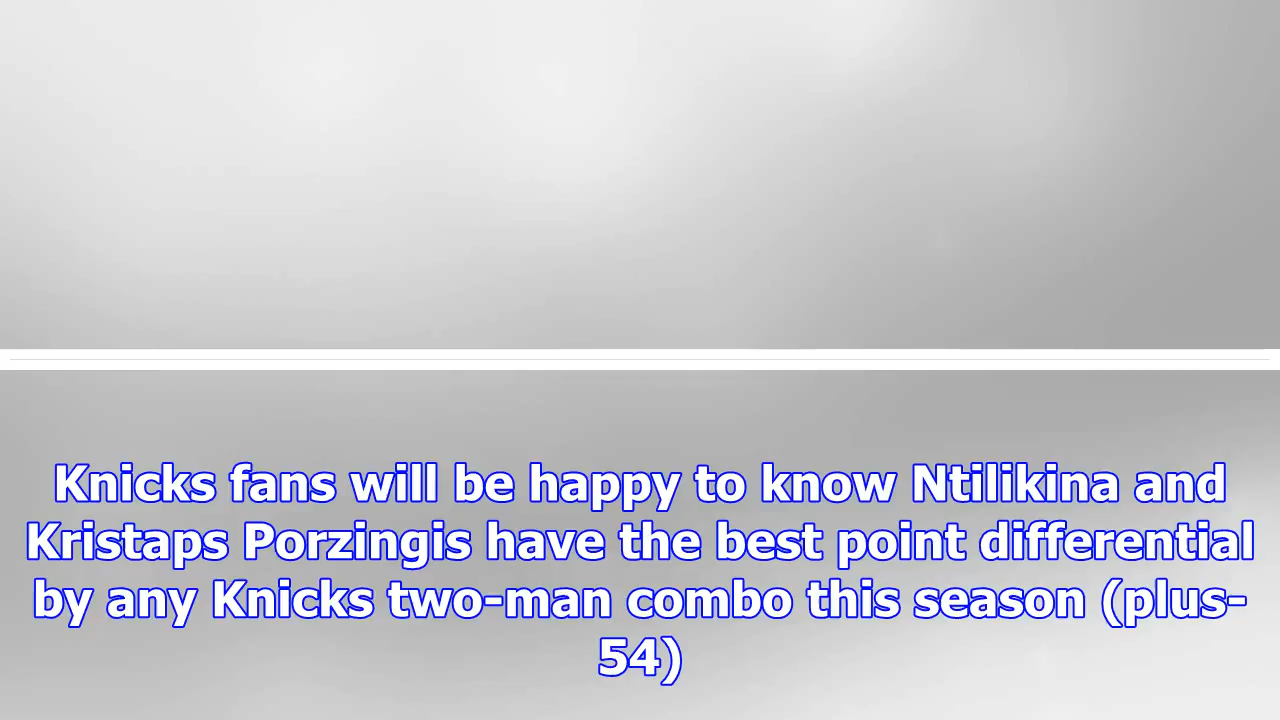 Knicks fans will be happy to know Ntilikina and
Kristaps Porzingis have the best point differential
by any Knicks two-man combo this season (plus-
54)